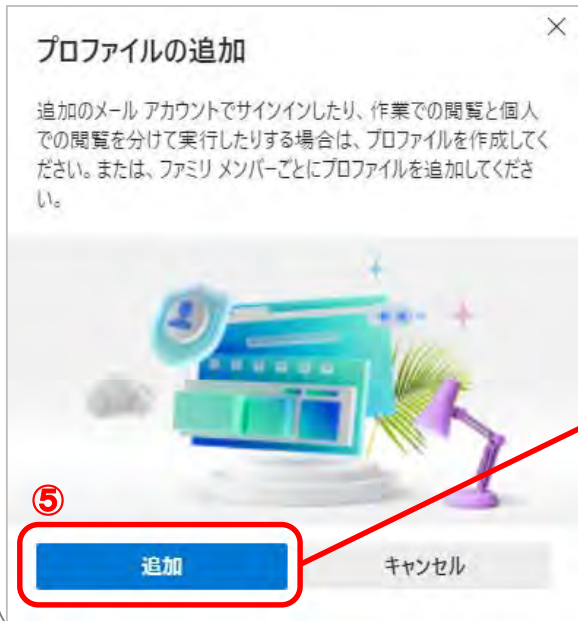 プロファイルの追加
追加のメール アカウントでサインインしたり、作業での閲覧と個人
での閲覧を分けて実行したりする場合は、プロファイルを作成してく
ださい。または、ファミリ メンバーごとにプロファイルを追加してくださ
い。
⑤
追加
キャンセル